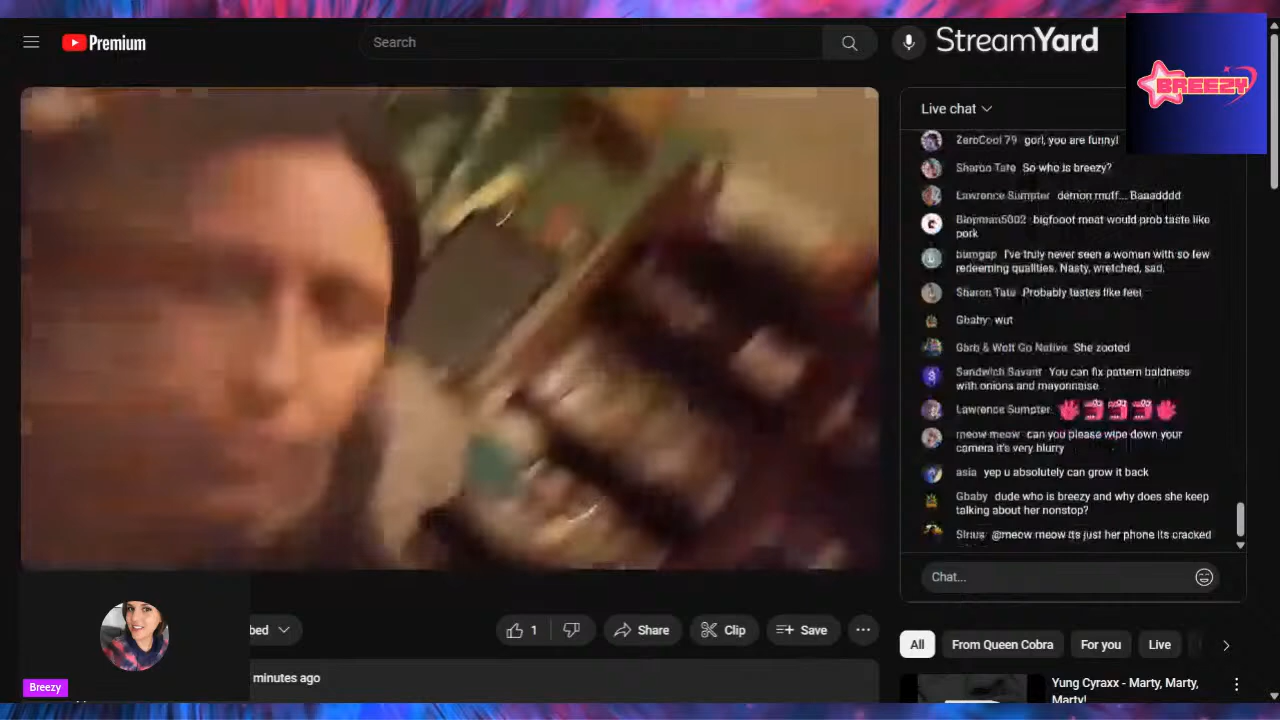 Premium
Search
StreamYard
BREEZY
Live chat
ZeroCool 79 gorl, you are funny!
Sharon Tate So who is breezy?
Lawrence Sumpter demon muff... Baaadddd
Bigman5002 bigfooot meat would prob taste like
pork
bumgap I've truly never seen a woman with so few
redeeming qualities. Nasty, wretched, sad.
Sharon Tate Probably tastes like feet
Gbaby wut
Garb & Walt Go Native She zooted
Sandwich Savant You can fix pattern baldness
with onions and mayonnaise
Lawrence Sumpter
meow meow can you please wipe down your
camera it's very blurry
asia yep u absolutely can grow it back
Gbaby dude who is breezy and why does she keep
talking about her nonstop?
@meow meow its just her phone its cracked
Chat...
bed
1
Share
Clip
Save
All
From Queen Cobra
For you
Live
minutes ago
Yung Cyraxx - Marty, Marty,
Marty!
Breezy